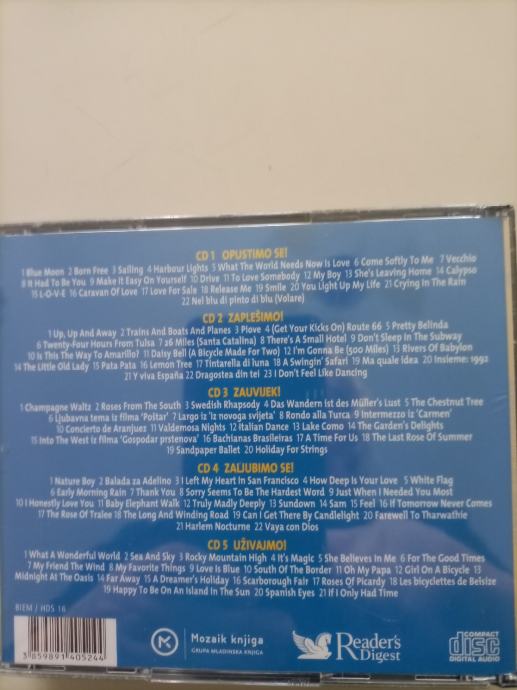 CD 1 OPUSTIMO SE!
1 Blue Moon 2 Born Free 3 Sailing 4 Harbour Lights 5 What The World Needs Now Is Love 6 Come Softly To Me 7 Vecchio
8 It Had To Be You 9 Make It Easy On Yourself 10 Drive 11 To Love Somebody 12 My Boy 13 She's Leaving Home 14 Calypso
15 L-O-V-E 16 Caravan Of Love 17 Love For Sale 18 Release Me 19 Smile 20 You Light Up My Life 21 Crying In The Rain
22 Nel blu di pinto di blu (Volare)
CD 2 ZAPLEŠIMO!
1 Up, Up And Away 2 Trains And Boats And Planes 3 Piove 4 (Get Your Kicks On) Route 66 5 Pretty Belinda
6 Twenty-Four Hours From Tulsa 7 26 Miles (Santa Catalina) 8 There's A Small Hotel 9 Don't Sleep In The Subway
10 Is This The Way To Amarillo? 11 Daisy Bell (A Bicycle Made For Two) 12 I'm Gonna Be (500 Miles) 13 Rivers Of Babylon
14 The Little Old Lady 15 Pata Pata 16 Lemon Tree 17 Tintarella di luna 18 A Swingin' Safari 19 Ma quale idea 20 Insieme: 1992
21 Y viva España 22 Dragostea din tei 23 I Don't Feel Like Dancing
CD 3 ZAUVIJEK!
1 Champagne Waltz 2 Roses From The South 3 Swedish Rhapsody 4 Das Wandern ist des Müller's Lust 5 The Chestnut Tree
6 Ljubavna tema iz filma 'Poštar' 7 Largo iz 'Iz novoga svijeta' 8 Rondo alla Turca 9 Intermezzo iz 'Carmen'
10 Concierto de Aranjuez 11 Valdemosa Nights 12 Italian Dance 13 Lake Como 14 The Garden's Delights
15 Into The West iz filma 'Gospodar prstenova' 16 Bachianas Brasileiras 17 A Time For Us 18 The Last Rose Of Summer
19 Sandpaper Ballet 20 Holiday For Strings
CD 4 ZALJUBIMO SE!
1 Nature Boy 2 Balada za Adelino 3 I Left My Heart In San Francisco 4 How Deep Is Your Love 5 White Flag
6 Early Morning Rain 7 Thank You 8 Sorry Seems To Be The Hardest Word 9 Just When I Needed You Most
10 I Honestly Love You 11 Baby Elephant Walk 12 Truly Madly Deeply 13 Sundown 14 Sam 15 Feel 16 If Tomorrow Never Comes
17 The Rose Of Tralee 18 The Long And Winding Road 19 Can I Get There By Candlelight 20 Farewell To Tharwathie
21 Harlem Nocturne 22 Vaya con Dios
CD 5 UŽIVAJMO!
1 What A Wonderful World 2 Sea And Sky 3 Rocky Mountain High 4 It's Magic 5 She Believes In Me 6 For The Good Times
7 My Friend The Wind 8 My Favorite Things 9 Love Is Blue 10 South Of The Border 11 Oh My Papa 12 Girl On A Bicycle 13
Midnight At The Oasis 14 Far Away 15 A Dreamer's Holiday 16 Scarborough Fair 17 Roses Of Picardy 18 Les bicyclettes de Belsize
19 Happy To Be On An Island In The Sun 20 Spanish Eyes 21 If I Only Had Time
BIEM / HDS 16
3 859891 405244
Mozaik knjiga
GRUPA MLADINSKA KNJIGA
Reader's
Digest
COMPACT
disc
DIGITAL AUDIO